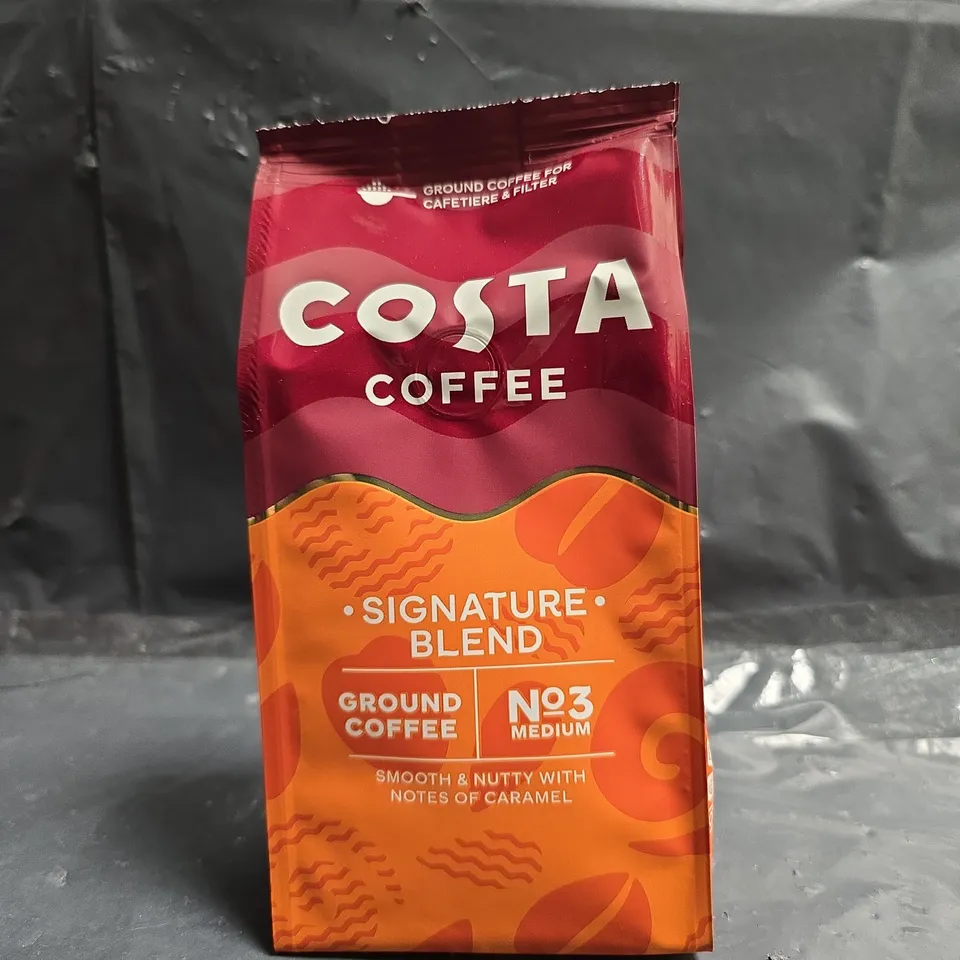 GROUND COFFEE FOR
CAFETIERE & FILTER
COSTA
COFFEE
• SIGNATURE •
BLEND
GROUND
COFFEE
Nº3
MEDIUM
SMOOTH & NUTTY WITH
NOTES OF CARAMEL